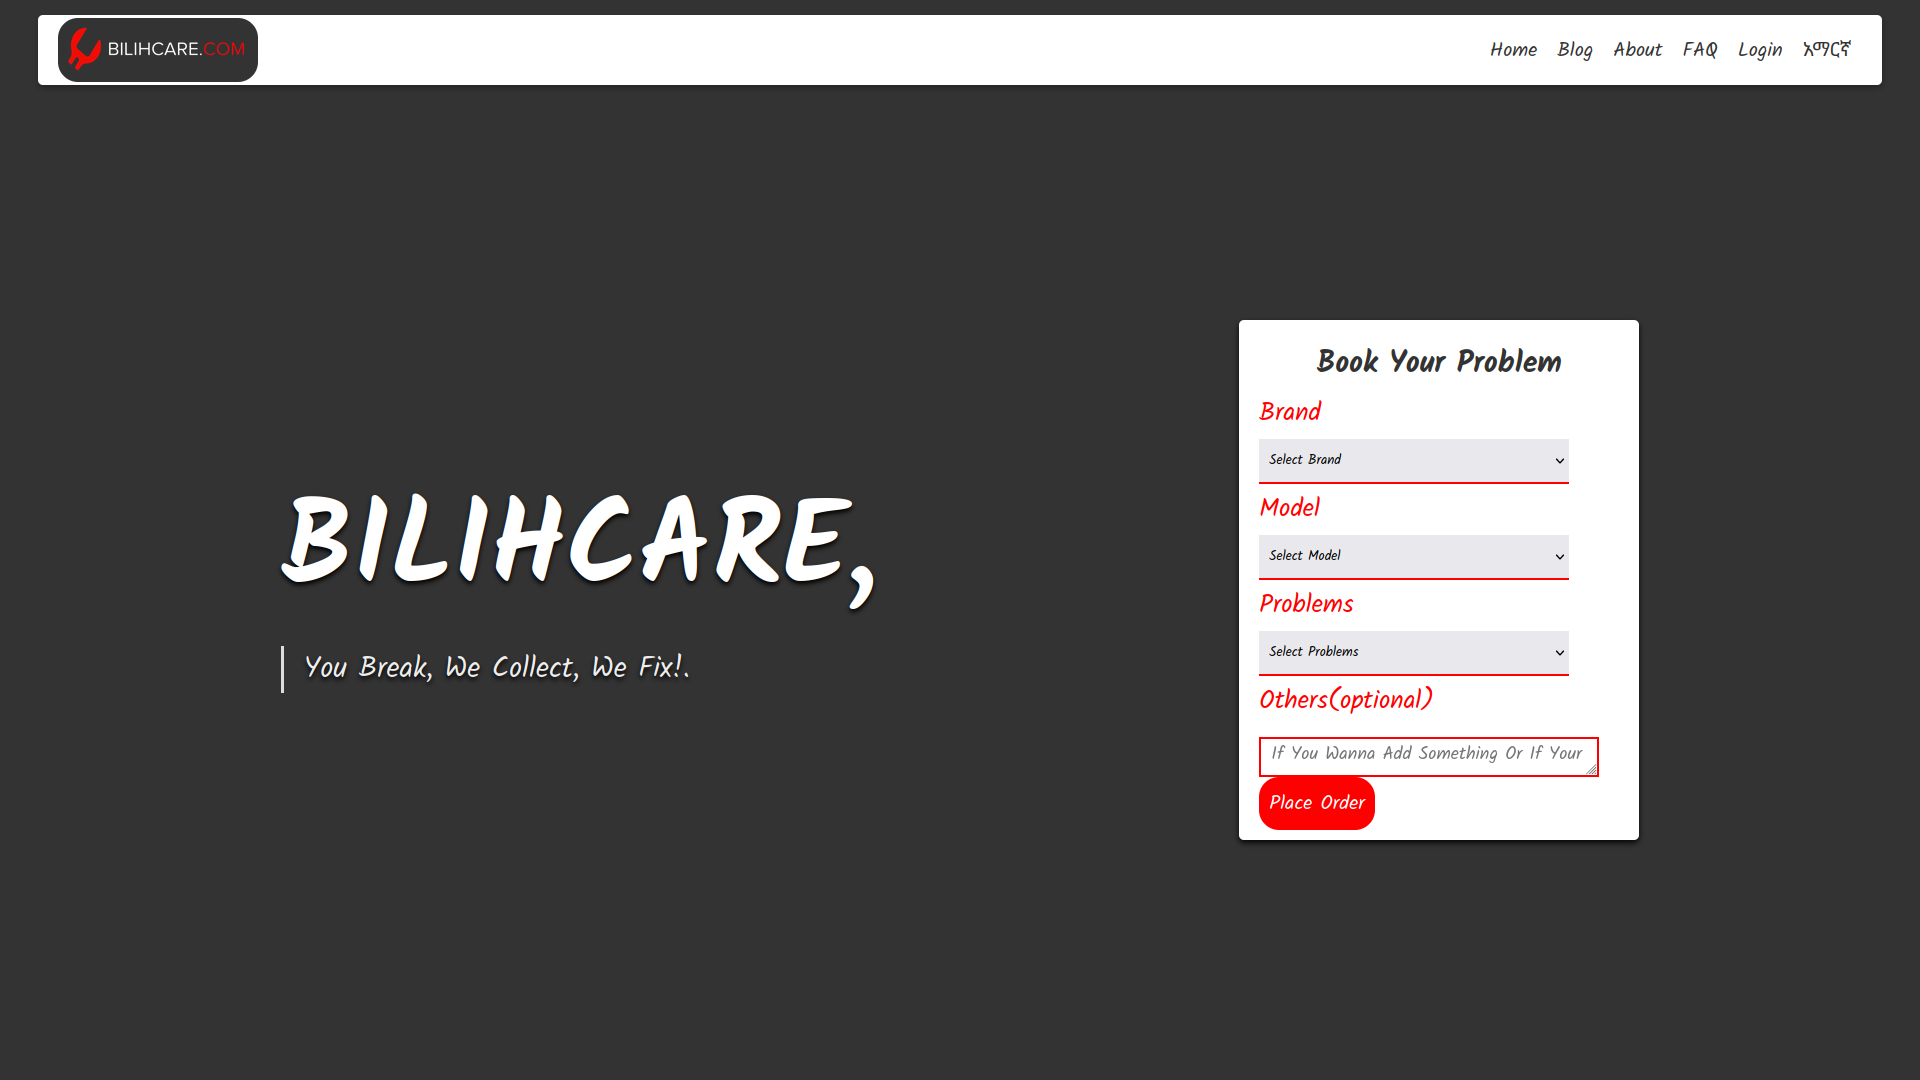 BILIHCARE.COM
Home Blog About FAQ Login አማርኛ
BILIHCARE,
You Break, We Collect, We Fix!.
Book Your Problem
Brand
Select Brand
Model
Select Model
Problems
Select Problems
Others(optional)
If You Wanna Add Something Or If Your
Place Order